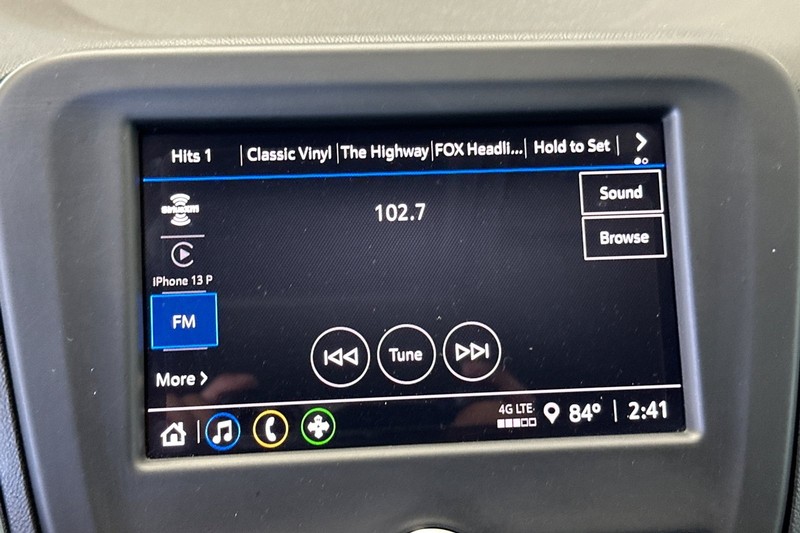 Hits 1 | Classic Vinyl | The Highway | FOX Headli... | Hold to Set |
SiriusXM
102.7
Sound
Browse
iPhone 13 P
FM
Tune
More
4G LTE
84° | 2:41